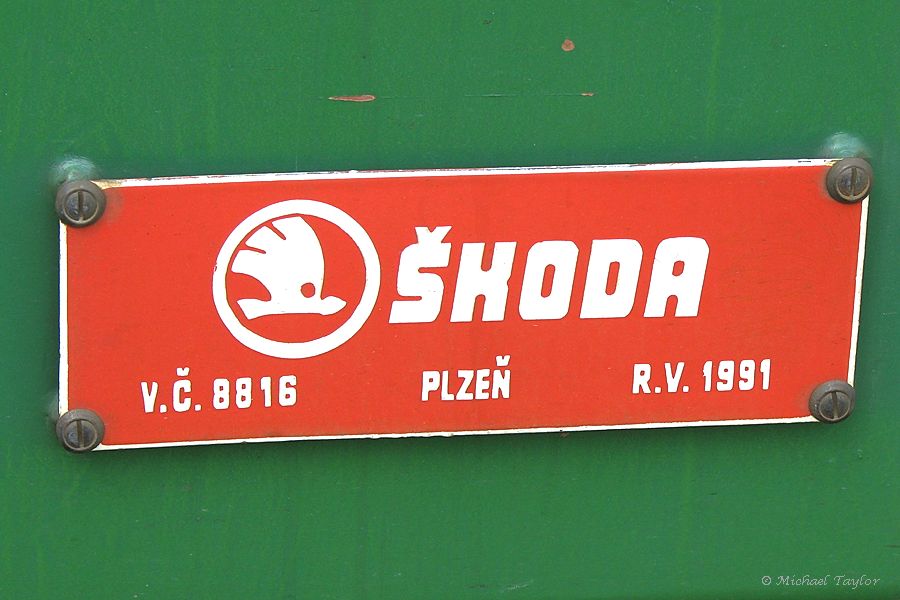 ŠKODA
V.Č. 8816 PLZEŇ R.V. 1991
© Michael Taylor